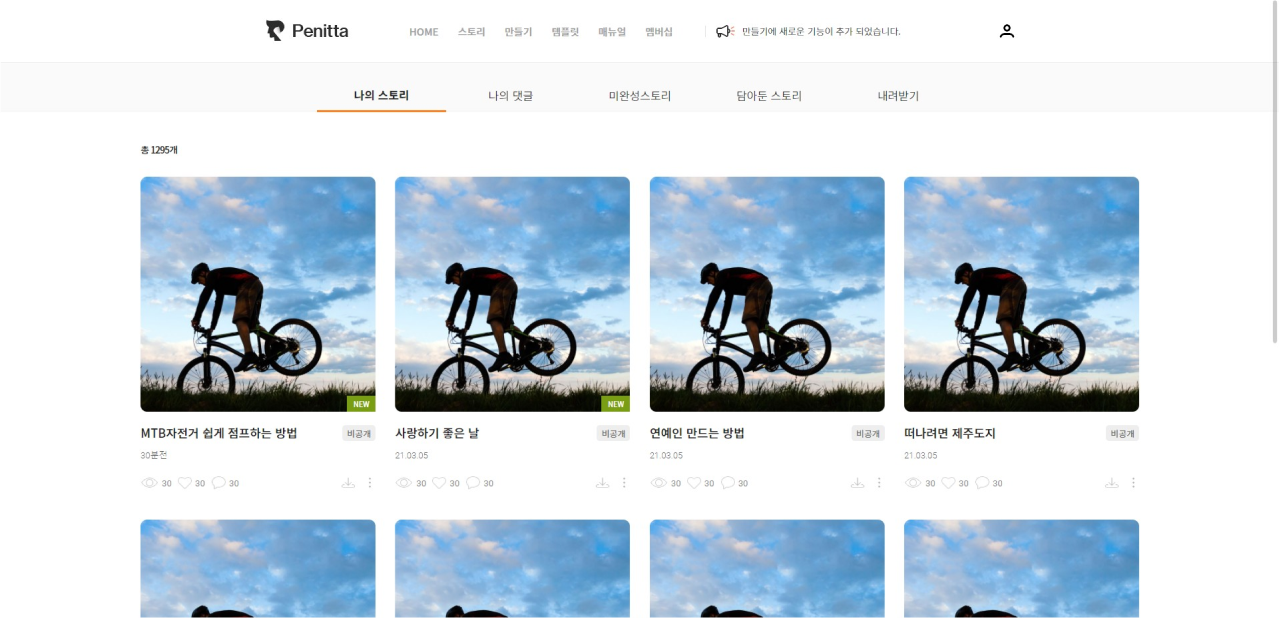 Penitta
HOME 스토리 만들기 템플릿 매뉴얼 멤버십
만들기에 새로운 기능이 추가 되었습니다.
나의 스토리 나의 댓글 미완성스토리 담아둔 스토리 내려받기
총 1295개
NEW NEW
MTB자전거 쉽게 점프하는 방법 비공개 사랑하기 좋은 날 비공개 연예인 만드는 방법 비공개 떠나려면 제주도지 비공개
30분전 21.03.05 21.03.05 21.03.05
30 30 30 30 30 30 30 30 30 30 30 30